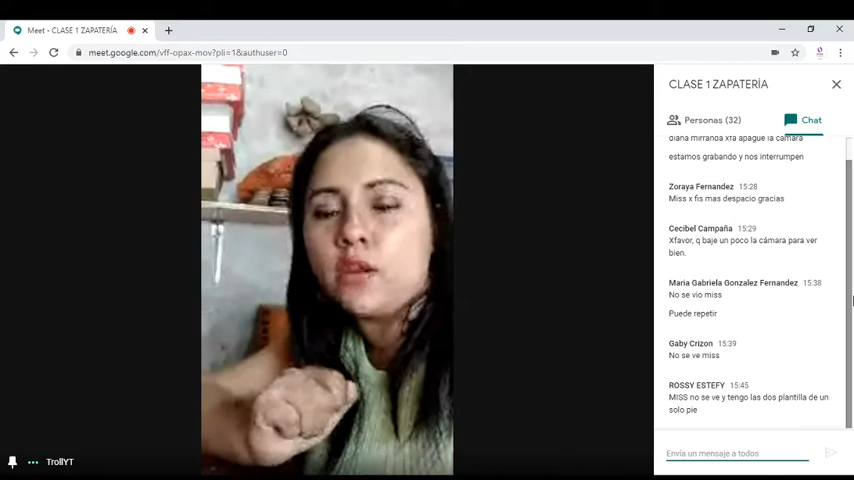 Meet - CLASE 1 ZAPATERÍA
meet.google.com/vff-opax-mov?pli=1&authuser=0
CLASE 1 ZAPATERÍA
Personas (32)
Chat
diana mirranda xfa apague la camara
estamos grabando y nos interrumpen
Zoraya Fernandez 15:28
Miss x fis mas despacio gracias
Cecibel Campaña 15:29
Xfavor, q baje un poco la cámara para ver
bien.
Maria Gabriela Gonzalez Fernandez 15:38
No se vio miss
Puede repetir
Gaby Crizon 15:39
No se ve miss
ROSSY ESTEFY 15:45
MISS no se ve y tengo las dos plantilla de un
solo pie
Envía un mensaje a todos
TrollYT